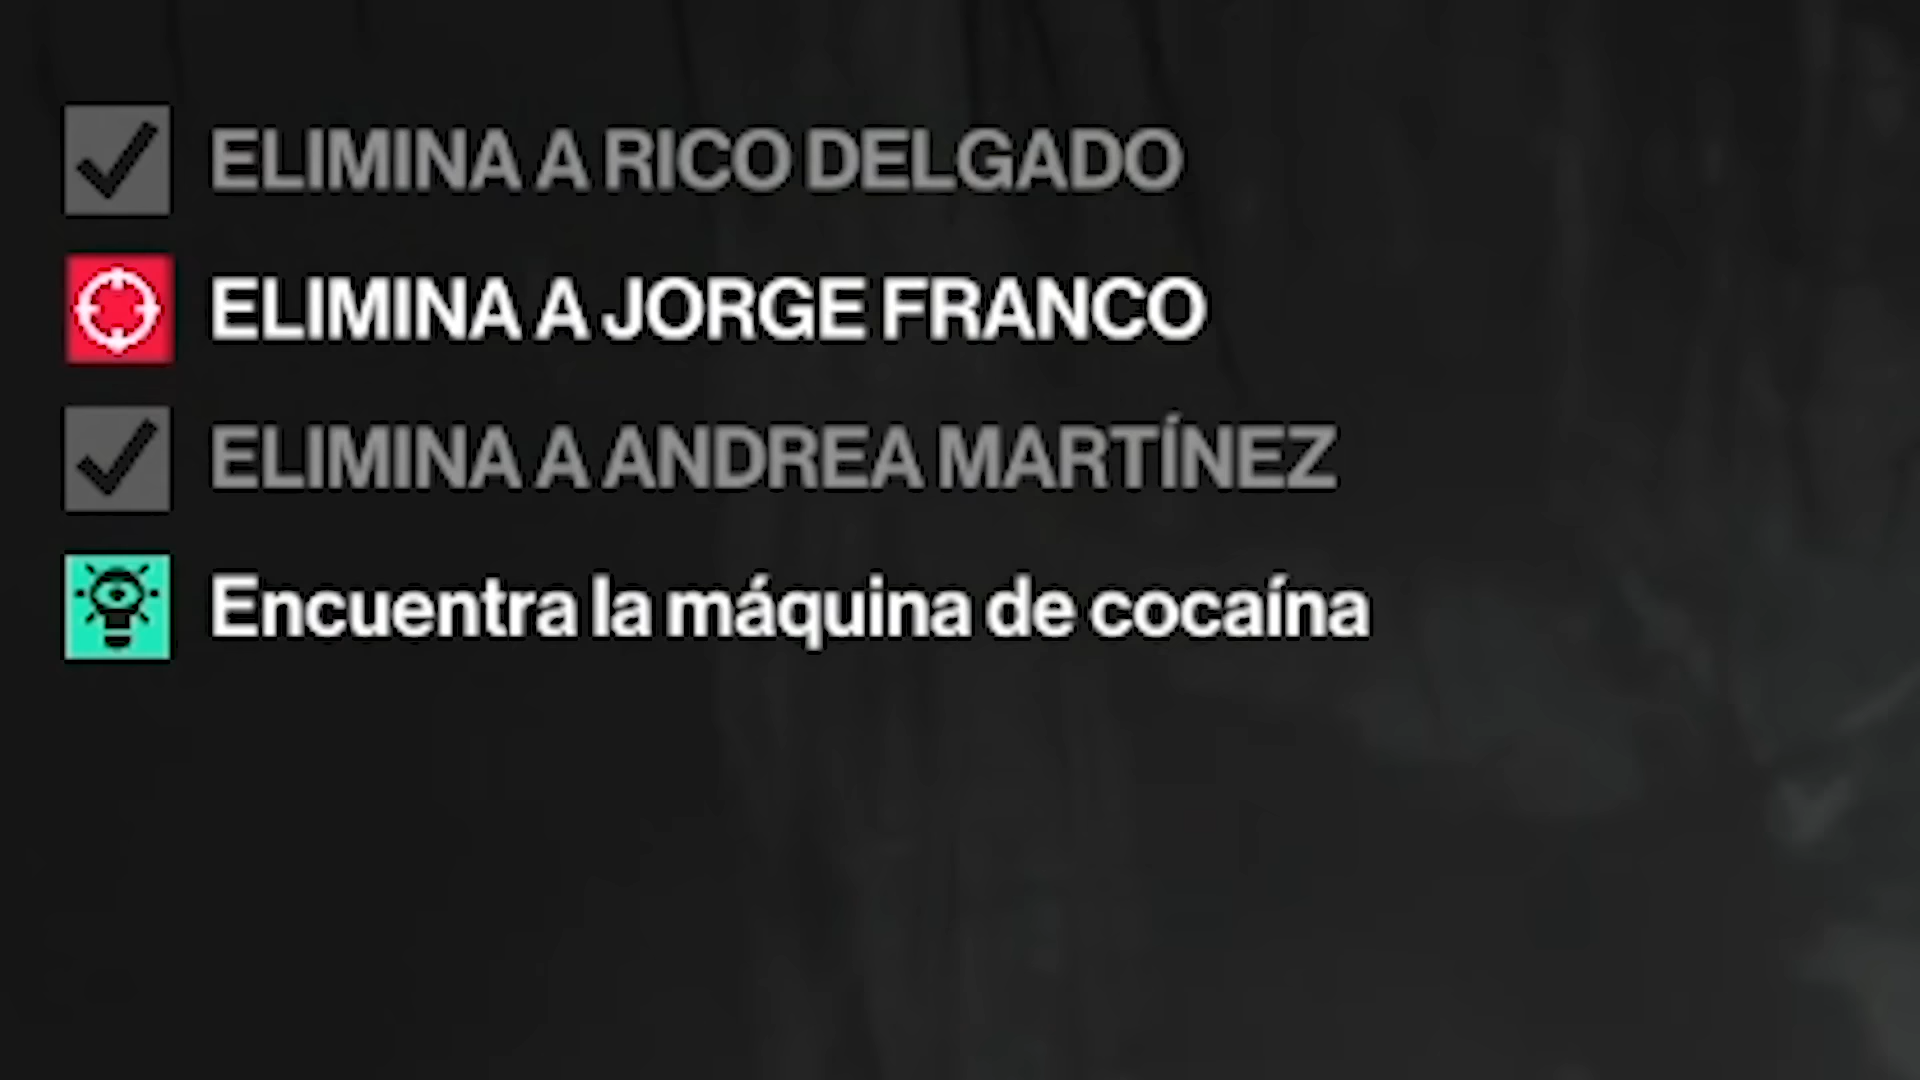 ELIMINA A RICO DELGADO
ELIMINA A JORGE FRANCO
ELIMINA A ANDREA MARTÍNEZ
Encuentra la máquina de cocaína